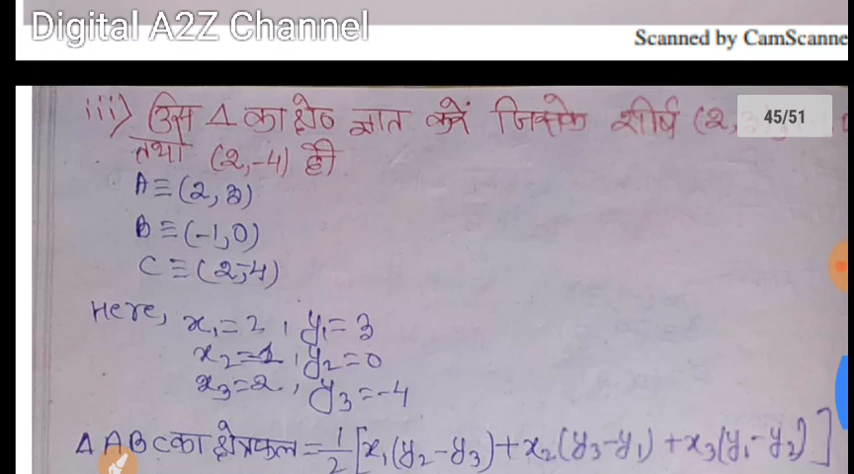 Digital A2Z Channel
Scanned by CamScanne
45/51
iii) उस Δ का क्षेत्र ज्ञात करें जिसके शीर्ष (2,
तथा (2,-4) हो
A ≡ (2, 3)
B ≡ (-1, 0)
C ≡ (2,-4)
Here, x₁ = 2 , y₁ = 3
x₂ = -1 , y₂ = 0
x₃ = 2 , y₃ = -4
Δ ABC का क्षेत्रफल = 1/2 [x₁(y₂-y₃)+x₂(y₃-y₁)+x₃(y₁-y₂)]